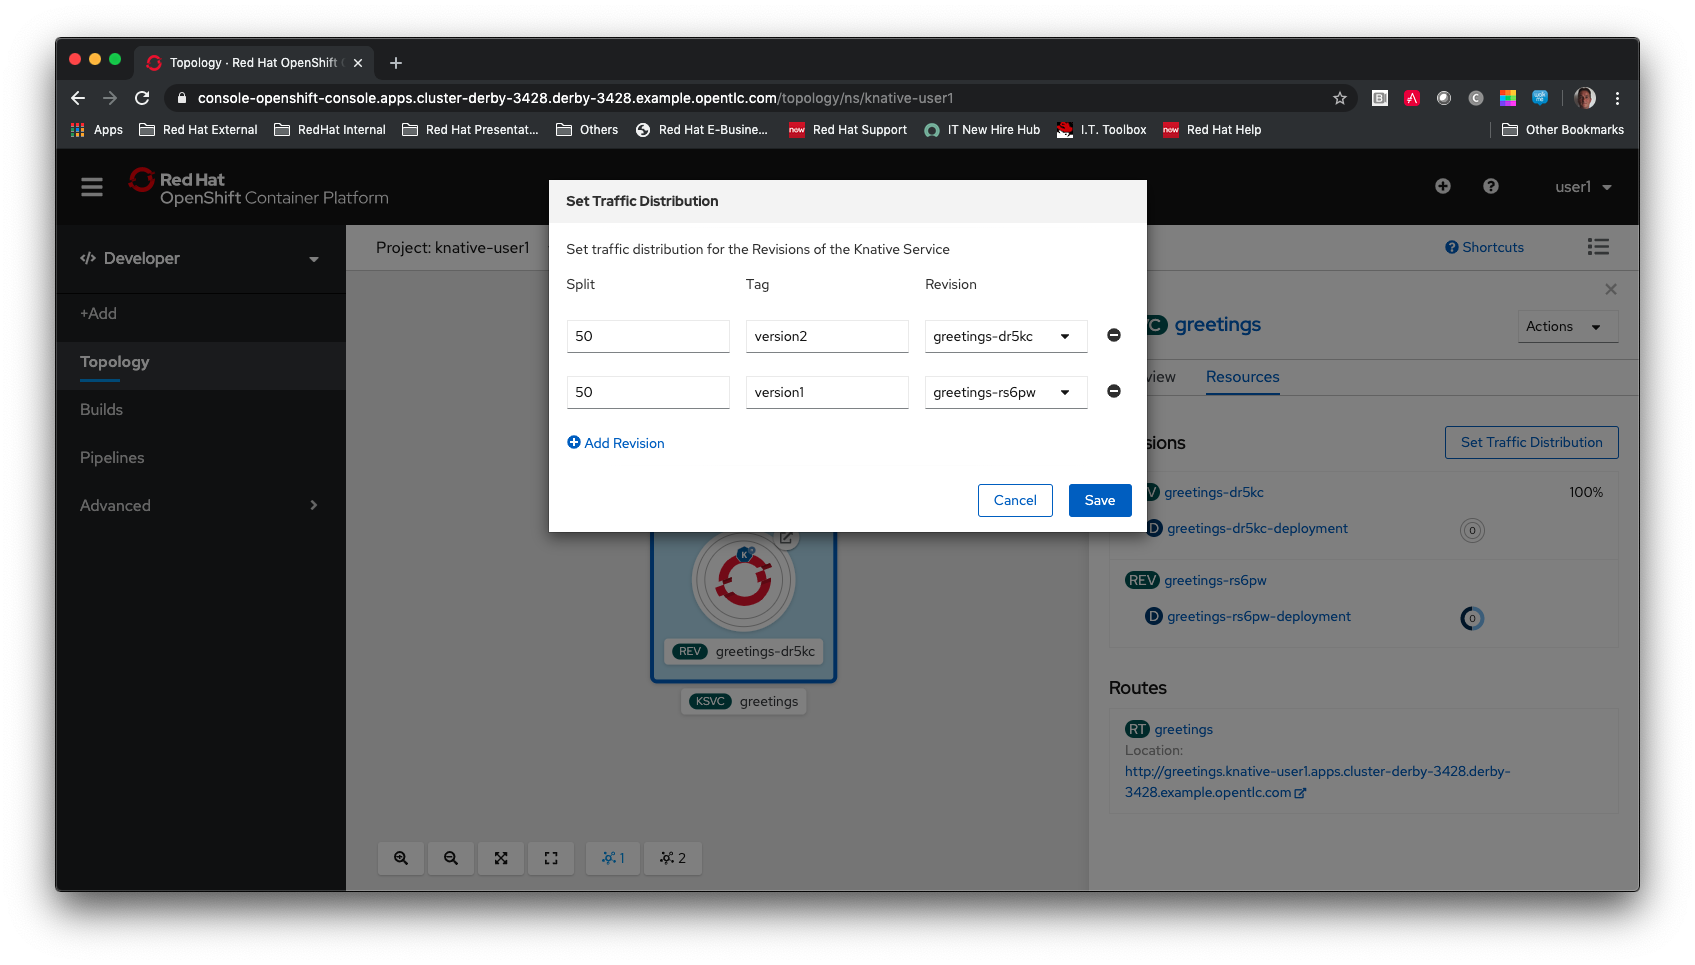 Topology · Red Hat OpenShift
console-openshift-console.apps.cluster-derby-3428.derby-3428.example.opentlc.com/topology/ns/knative-user1
Apps Red Hat External RedHat Internal Red Hat Presentat... Others Red Hat E-Busine... now Red Hat Support IT New Hire Hub I.T. Toolbox now Red Hat Help Other Bookmarks
Red Hat
OpenShift Container Platform
user1
Developer
+Add
Topology
Builds
Pipelines
Advanced
Project: knative-user1
Shortcuts
Set Traffic Distribution
Set traffic distribution for the Revisions of the Knative Service
Split Tag Revision
50 version2 greetings-dr5kc
50 version1 greetings-rs6pw
Add Revision
Cancel Save
K
REV greetings-dr5kc
KSVC greetings
1 2
greetings
Actions
Resources
Set Traffic Distribution
greetings-dr5kc 100%
D greetings-dr5kc-deployment 0
REV greetings-rs6pw
D greetings-rs6pw-deployment 0
Routes
RT greetings
Location:
http://greetings.knative-user1.apps.cluster-derby-3428.derby-
3428.example.opentlc.com